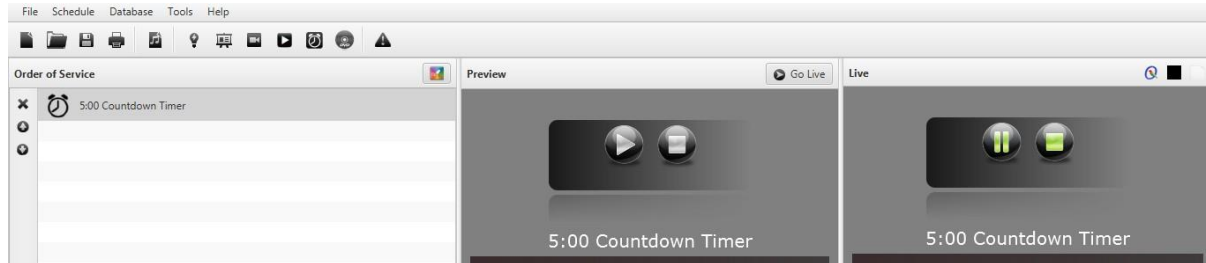 File Schedule Database Tools Help
Order of Service
Preview
Go Live
Live
5:00 Countdown Timer
5:00 Countdown Timer
5:00 Countdown Timer